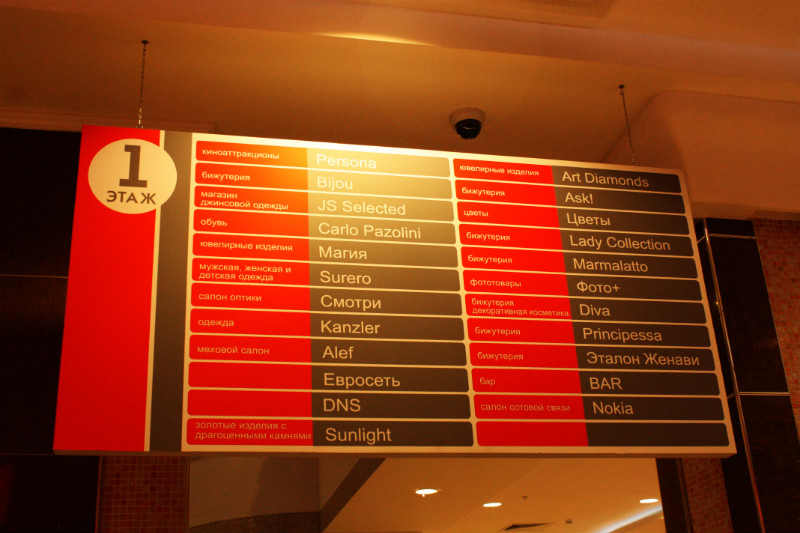 1
ЭТАЖ
киноаттракционы Persona
бижутерия Bijou
магазин
джинсовой одежды JS Selected
обувь Carlo Pazolini
ювелирные изделия Магия
мужская, женская и
детская одежда Surero
салон оптики Смотри
одежда Kanzler
меховой салон Alef
Евросеть
DNS
золотые изделия с
драгоценными камнями Sunlight
ювелирные изделия Art Diamonds
бижутерия Ask!
цветы Цветы
бижутерия Lady Collection
бижутерия Marmalatto
фототовары Фото+
бижутерия
декоративная косметика Diva
бижутерия Principessa
бижутерия Эталон Женави
бар BAR
салон сотовой связи Nokia